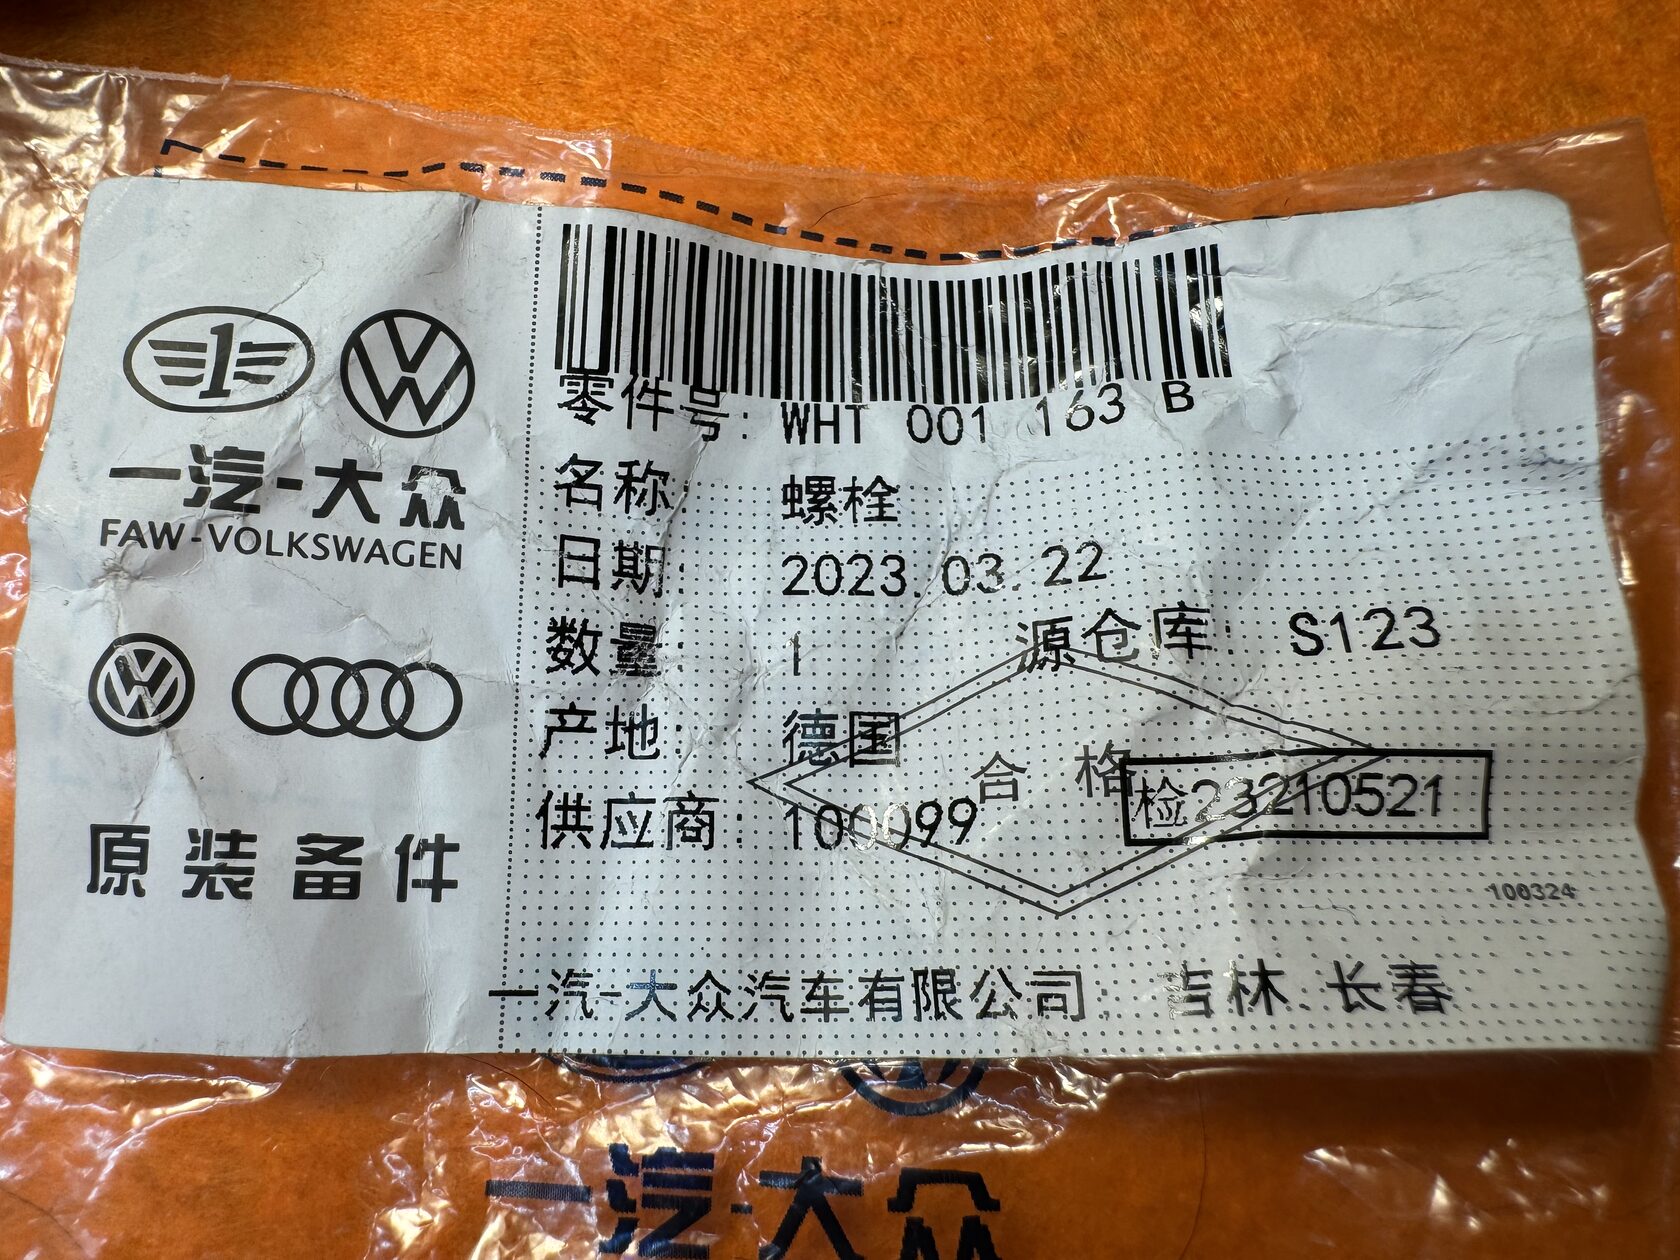 一汽-大众
FAW-VOLKSWAGEN
原装备件
零件号: WHT 001 163 B
名称: 螺栓
日期: 2023.03.22
数量: 1
源仓库: S123
产地: 德国
合格
检23210521
供应商: 100099
100324
一汽-大众汽车有限公司: 吉林.长春
一汽-大众